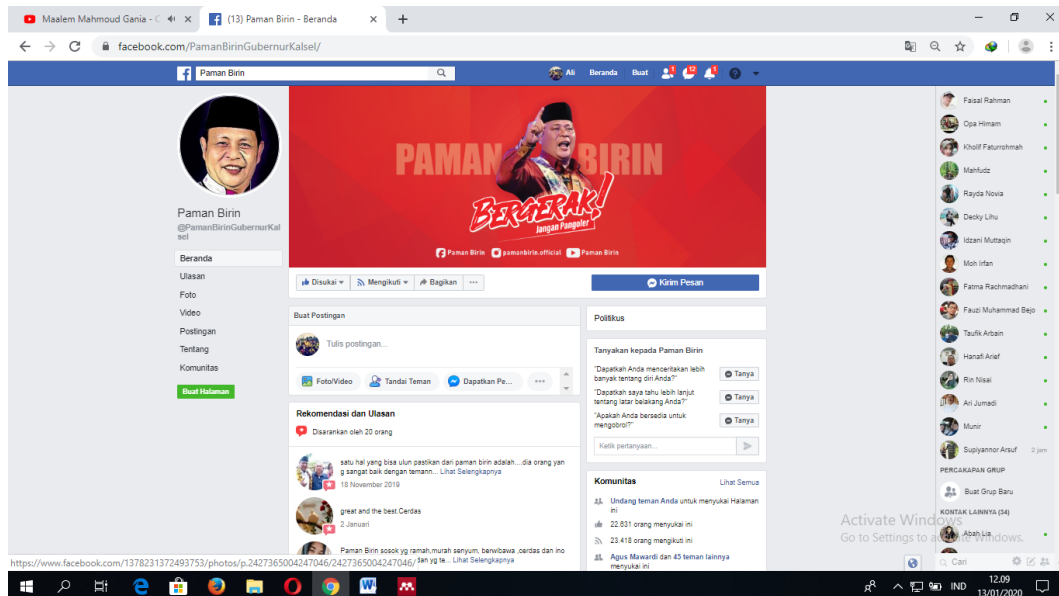 Maalem Mahmoud Gania - C
(13) Paman Birin - Beranda
facebook.com/PamanBirinGubernurKalsel/
Paman Birin
Ali
Beranda
Buat
1
12
1
Paman Birin
@PamanBirinGubernurKal
sel
Beranda
Ulasan
Foto
Video
Postingan
Tentang
Komunitas
Buat Halaman
PAMAN BIRIN
BERGERAK!
Jangan Pangoler
Paman Birin pamanbirin.official Paman Birin
Disukai
Mengikuti
Bagikan
Kirim Pesan
Buat Postingan
Tulis postingan...
Foto/Video
Tandai Teman
Dapatkan Pe...
Rekomendasi dan Ulasan
Disarankan oleh 20 orang
satu hal yang bisa ulun pastikan dari paman birin adalah....dia orang yan
g sangat baik dengan temann... Lihat Selengkapnya
18 November 2019
great and the best.Cerdas
2 Januari
Paman Birin sosok yg ramah,murah senyum, berwibawa ,cerdas dan ino
dan yg te... Lihat Selengkapnya
Politikus
Tanyakan kepada Paman Birin
"Dapatkah Anda menceritakan lebih
banyak tentang diri Anda?"
Tanya
"Dapatkah saya tahu lebih lanjut
tentang latar belakang Anda?"
Tanya
"Apakah Anda bersedia untuk
mengobrol?"
Tanya
Ketik pertanyaan...
Komunitas
Lihat Semua
Undang teman Anda untuk menyukai Halaman
ini
22.631 orang menyukai ini
23.418 orang mengikuti ini
Agus Mawardi dan 45 teman lainnya
menyukai ini
Faisal Rahman
Opa Himam
Kholif Faturrohmah
Mahfudz
Rayda Novia
Decky Lihu
Idzani Muttaqin
Moh Irfan
Fatma Rachmadhani
Fauzi Muhammad Bejo
Taufik Arbain
Hanafi Arief
Rin Nisai
Ari Jumadi
Munir
Supiyannor Arsuf 2 jam
PERCAKAPAN GRUP
Buat Grup Baru
KONTAK LAINNYA (34)
Abah Lia
Cari
Activate Windows
Go to Settings to activate Windows.
https://www.facebook.com/1378231372493753/photos/p.2427365004247046/2427365004247046/
IND
12.09
13/01/2020